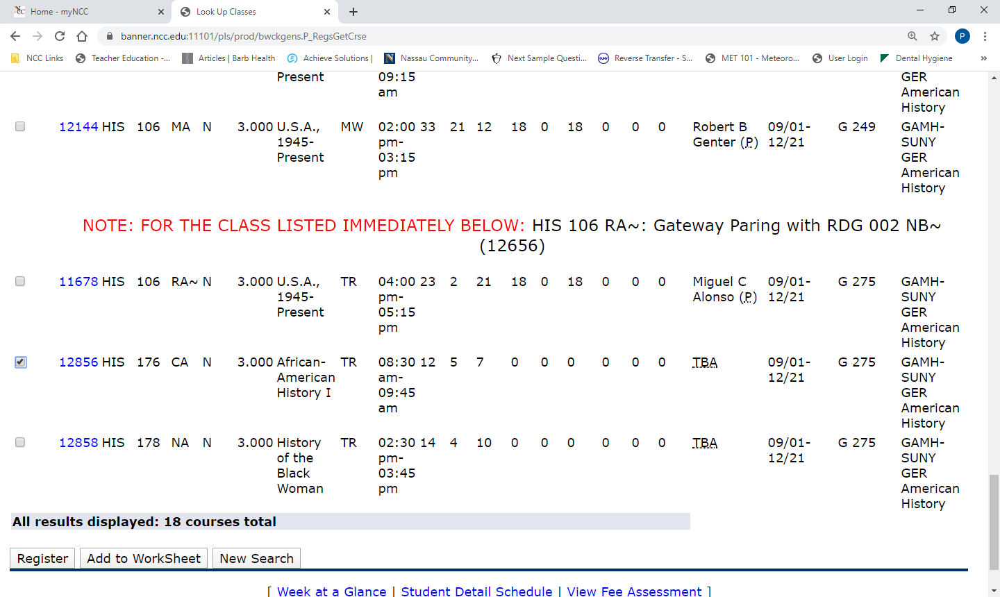 Home - myNCC
Look Up Classes
banner.ncc.edu:11101/pls/prod/bwckgens.P_RegsGetCrse
P
NCC Links
Teacher Education -...
Articles | Barb Health
Achieve Solutions |
Nassau Community...
Next Sample Questi...
Reverse Transfer - S...
MET 101 - Meteoro...
User Login
Dental Hygiene
»
Present 09:15 GER
am American
History
12144 HIS 106 MA N 3.000 U.S.A., MW 02:00 33 21 12 18 0 18 0 0 0 Robert B 09/01- G 249 GAMH-
1945- pm- Genter (P) 12/21 SUNY
Present 03:15 GER
pm American
History
NOTE: FOR THE CLASS LISTED IMMEDIATELY BELOW: HIS 106 RA~: Gateway Paring with RDG 002 NB~
(12656)
11678 HIS 106 RA~ N 3.000 U.S.A., TR 04:00 23 2 21 18 0 18 0 0 0 Miguel C 09/01- G 275 GAMH-
1945- pm- Alonso (P) 12/21 SUNY
Present 05:15 GER
pm American
History
12856 HIS 176 CA N 3.000 African- TR 08:30 12 5 7 0 0 0 0 0 0 TBA 09/01- G 275 GAMH-
American am- 12/21 SUNY
History I 09:45 GER
am American
History
12858 HIS 178 NA N 3.000 History TR 02:30 14 4 10 0 0 0 0 0 0 TBA 09/01- G 275 GAMH-
of the pm- 12/21 SUNY
Black 03:45 GER
Woman pm American
History
All results displayed: 18 courses total
Register
Add to WorkSheet
New Search
[ Week at a Glance | Student Detail Schedule | View Fee Assessment ]